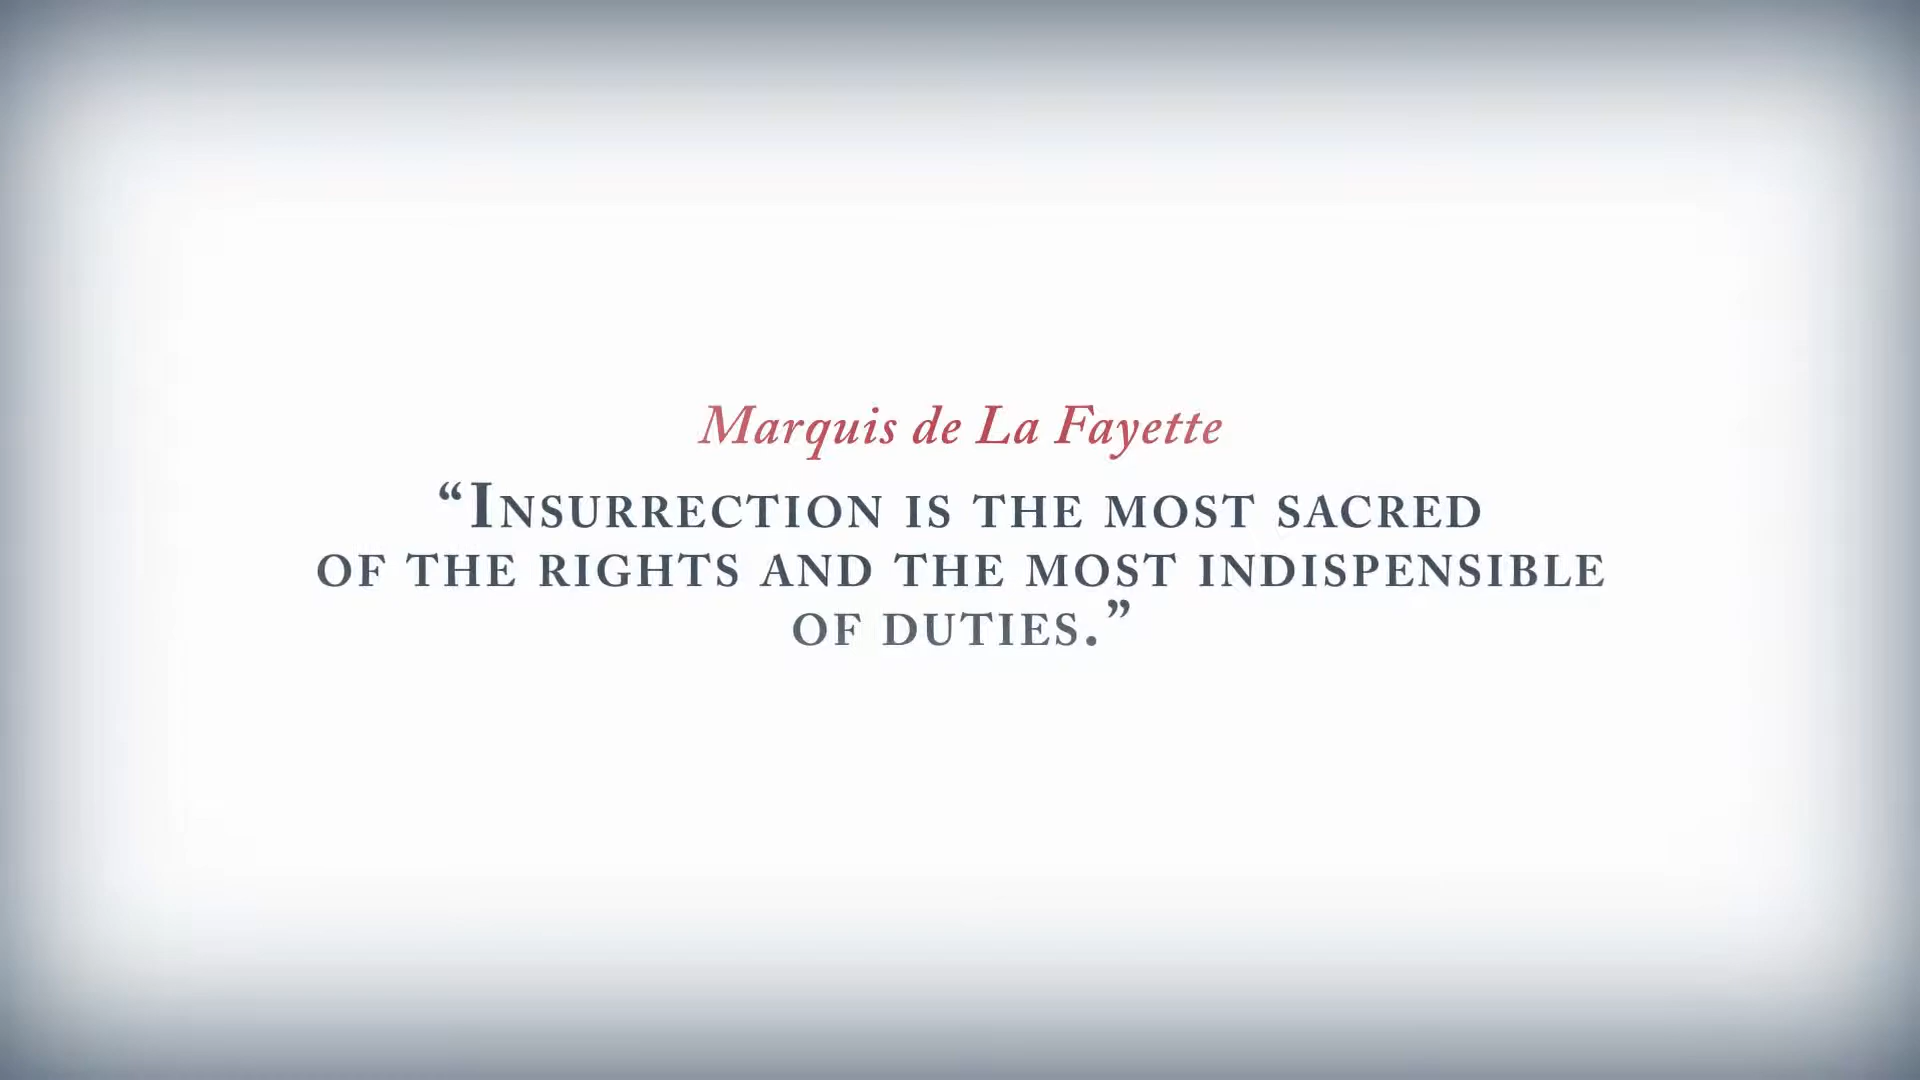 Marquis de La Fayette
“Insurrection is the most sacred
of the rights and the most indispensible
of duties.”